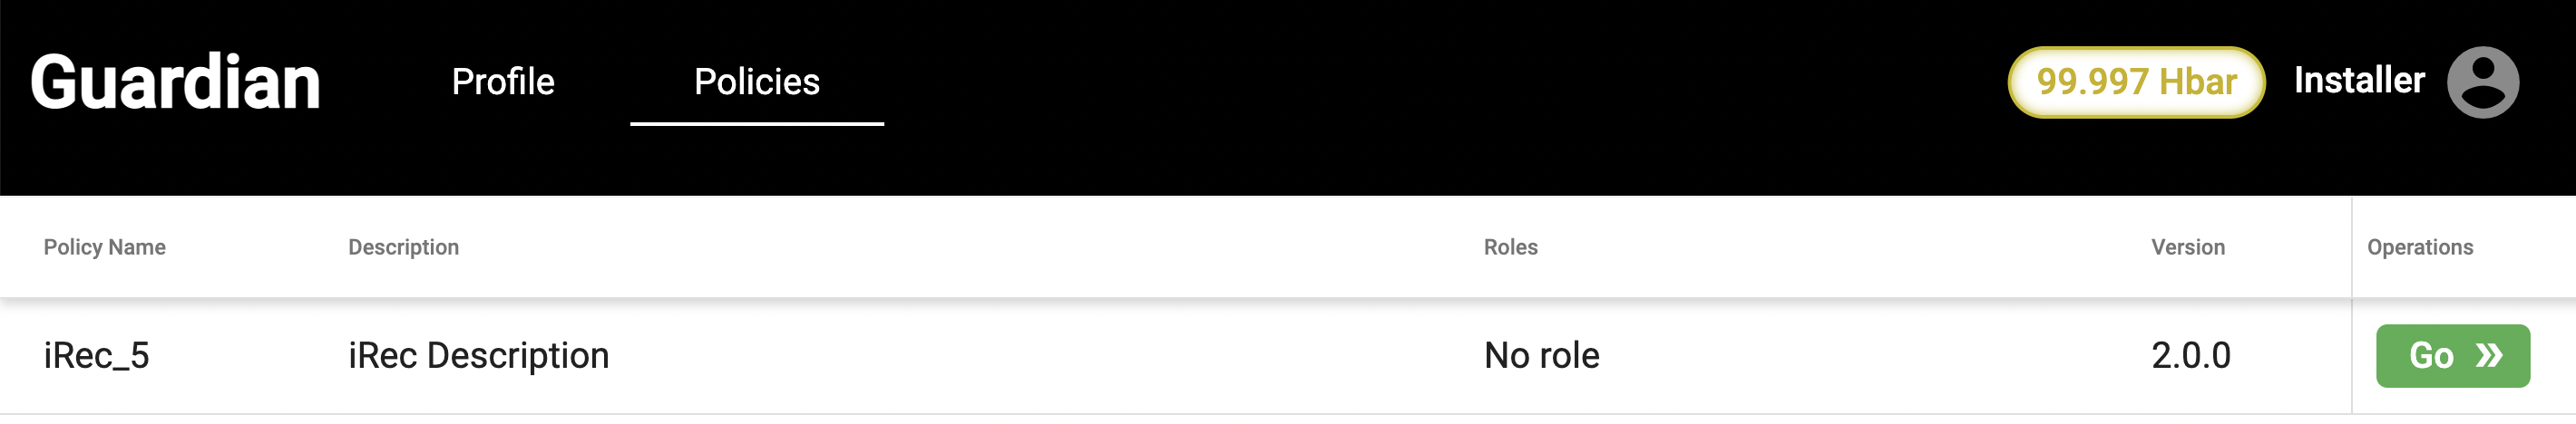 Guardian Profile Policies 99.997 Hbar Installer
Policy Name Description Roles Version Operations
iRec_5 iRec Description No role 2.0.0 Go »